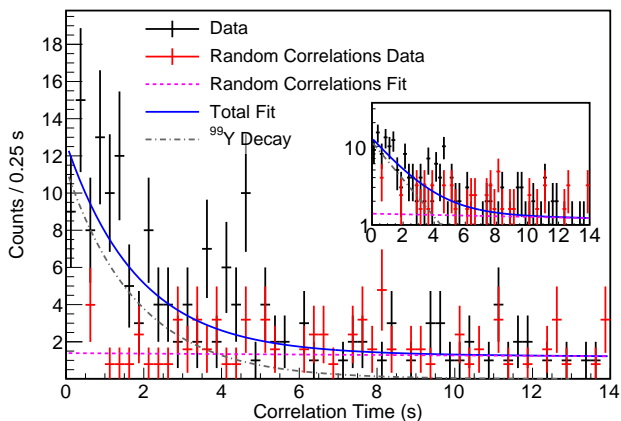 Data
Random Correlations Data
Random Correlations Fit
Total Fit
⁹⁹Y Decay
Counts / 0.25 s
18
16
14
12
10
8
6
4
2
10
1
0 2 4 6 8 10 12 14
0 2 4 6 8 10 12 14
Correlation Time (s)